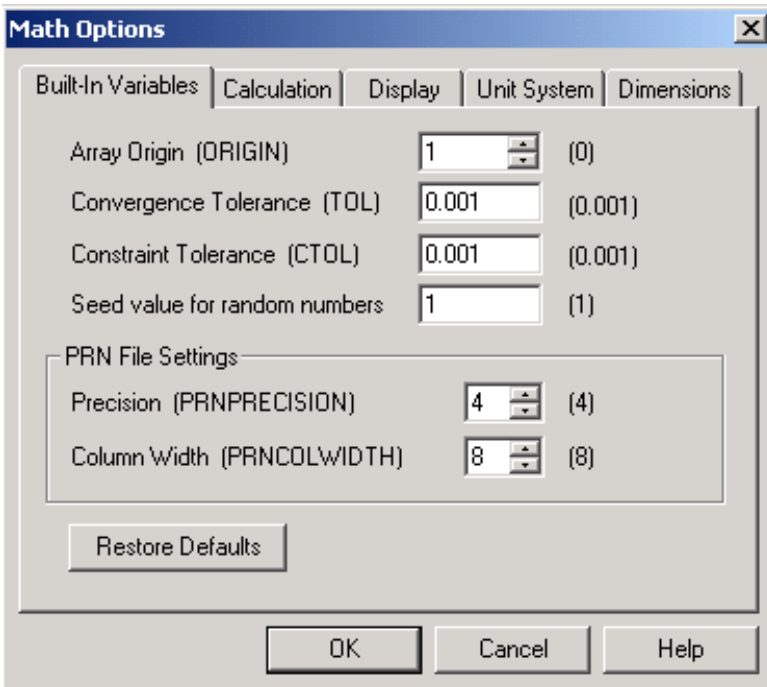 Math Options
Built-In Variables Calculation Display Unit System Dimensions
Array Origin (ORIGIN) 1 (0)
Convergence Tolerance (TOL) 0.001 (0.001)
Constraint Tolerance (CTOL) 0.001 (0.001)
Seed value for random numbers 1 (1)
PRN File Settings
Precision (PRNPRECISION) 4 (4)
Column Width (PRNCOLWIDTH) 8 (8)
Restore Defaults
OK Cancel Help